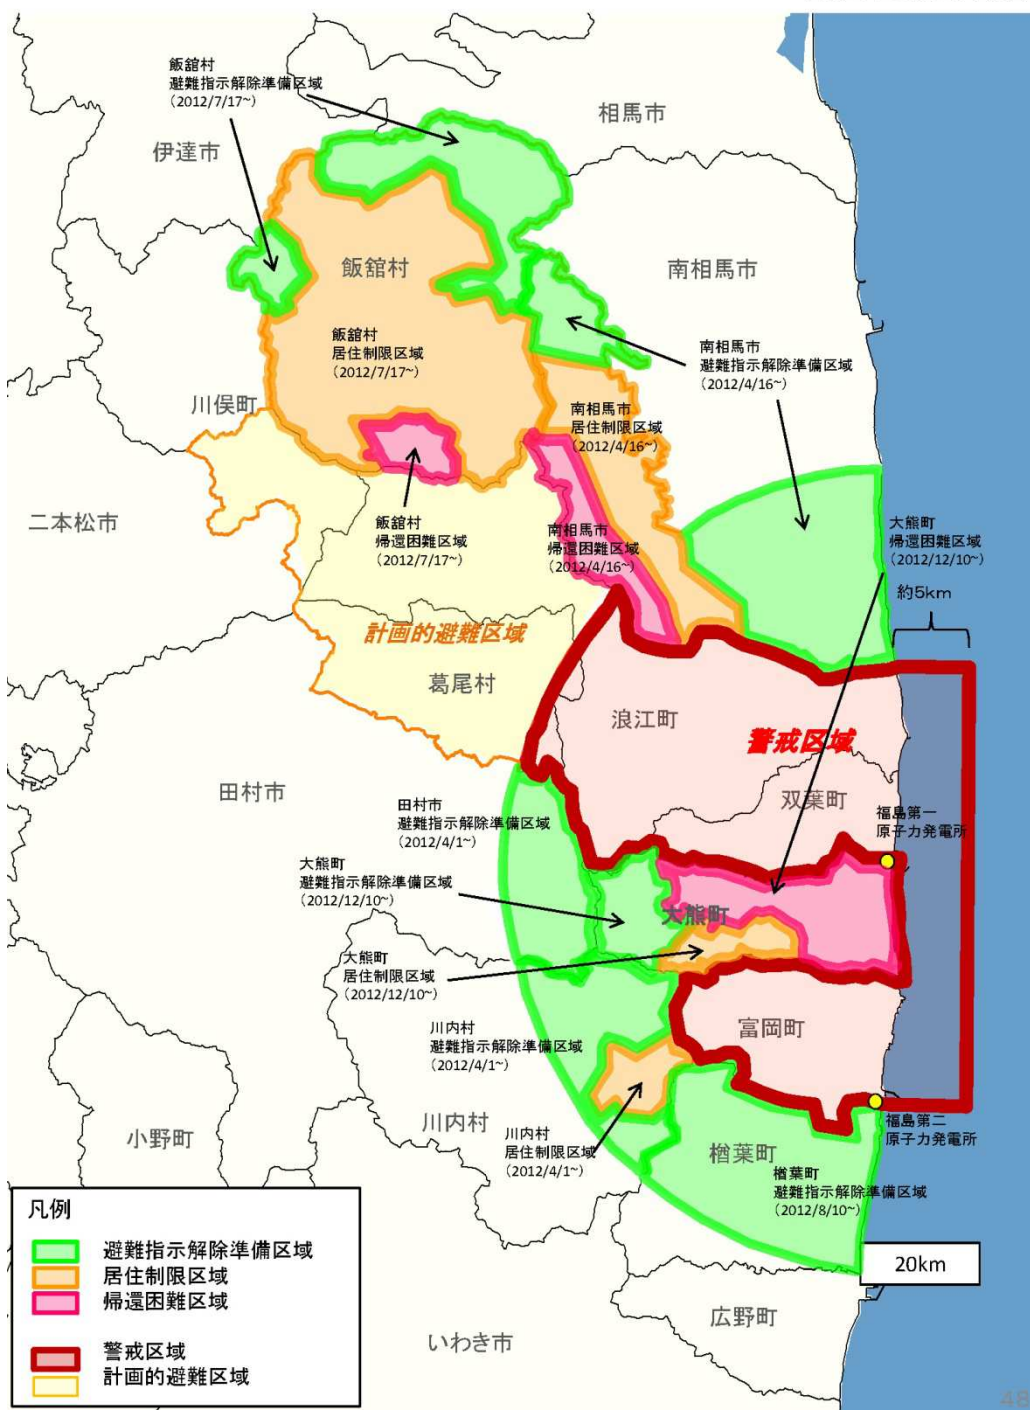 飯舘村
避難指示解除準備区域
(2012/7/17~)
相馬市
伊達市
飯舘村
南相馬市
飯舘村
居住制限区域
(2012/7/17~)
南相馬市
避難指示解除準備区域
(2012/4/16~)
川俣町
南相馬市
居住制限区域
(2012/4/16~)
二本松市
飯舘村
帰還困難区域
(2012/7/17~)
南相馬市
帰還困難区域
(2012/4/16~)
大熊町
帰還困難区域
(2012/12/10~)
約5km
計画的避難区域
葛尾村
浪江町
警戒区域
田村市
双葉町
田村市
避難指示解除準備区域
(2012/4/1~)
福島第一
原子力発電所
大熊町
避難指示解除準備区域
(2012/12/10~)
大熊町
大熊町
居住制限区域
(2012/12/10~)
富岡町
川内村
避難指示解除準備区域
(2012/4/1~)
川内村
小野町
川内村
居住制限区域
(2012/4/1~)
福島第二
原子力発電所
楢葉町
楢葉町
避難指示解除準備区域
(2012/8/10~)
20km
広野町
いわき市
凡例
避難指示解除準備区域
居住制限区域
帰還困難区域
警戒区域
計画的避難区域
48